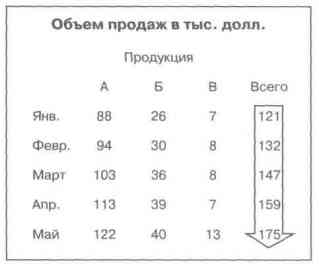 Объем продаж в тыс. долл.
Продукция
А Б В Всего
Янв. 88 26 7 121
Февр. 94 30 8 132
Март 103 36 8 147
Апр. 113 39 7 159
Май 122 40 13 175